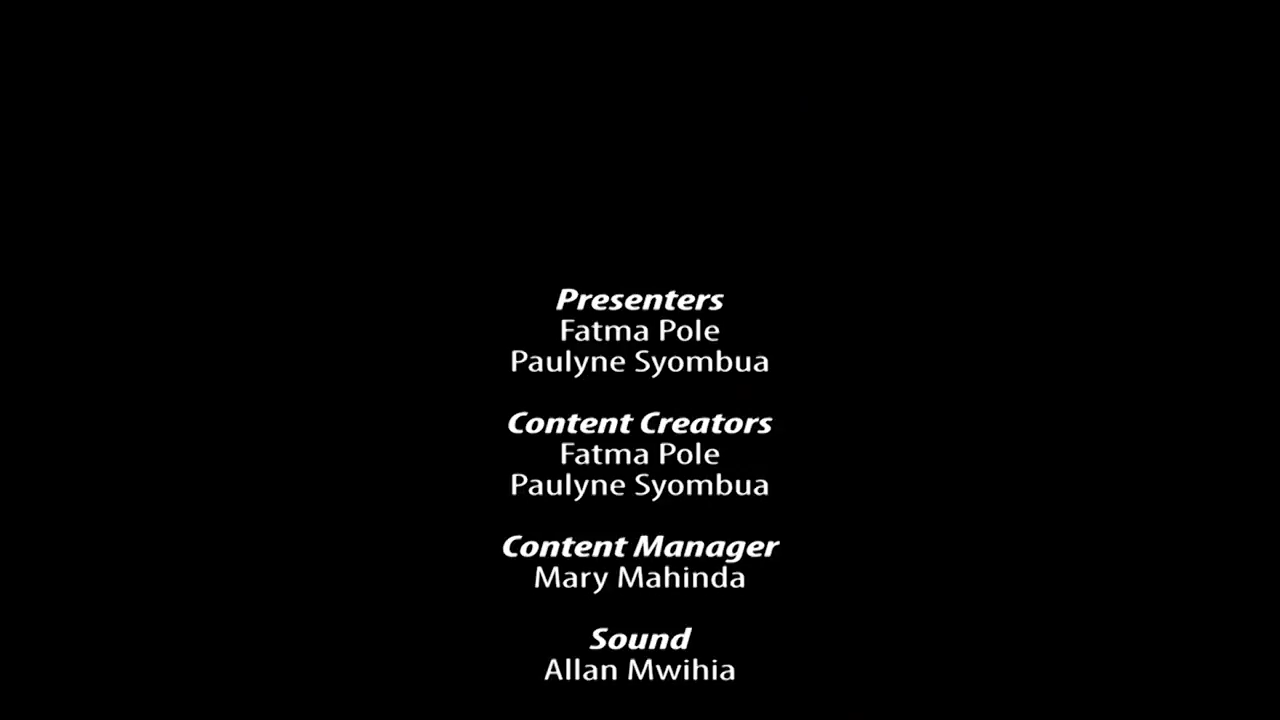 Presenters
Fatma Pole
Paulyne Syombua
Content Creators
Fatma Pole
Paulyne Syombua
Content Manager
Mary Mahinda
Sound
Allan Mwihia